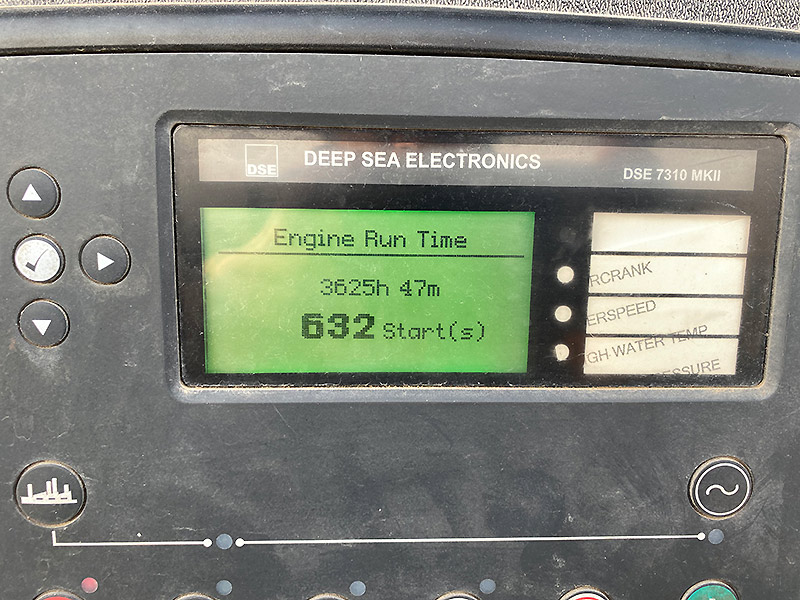 DSE
DEEP SEA ELECTRONICS
DSE 7310 MKII
Engine Run Time
3625h 47m
632 Start(s)
RCRANK
ERSPEED
GH WATER TEMP
ESSURE